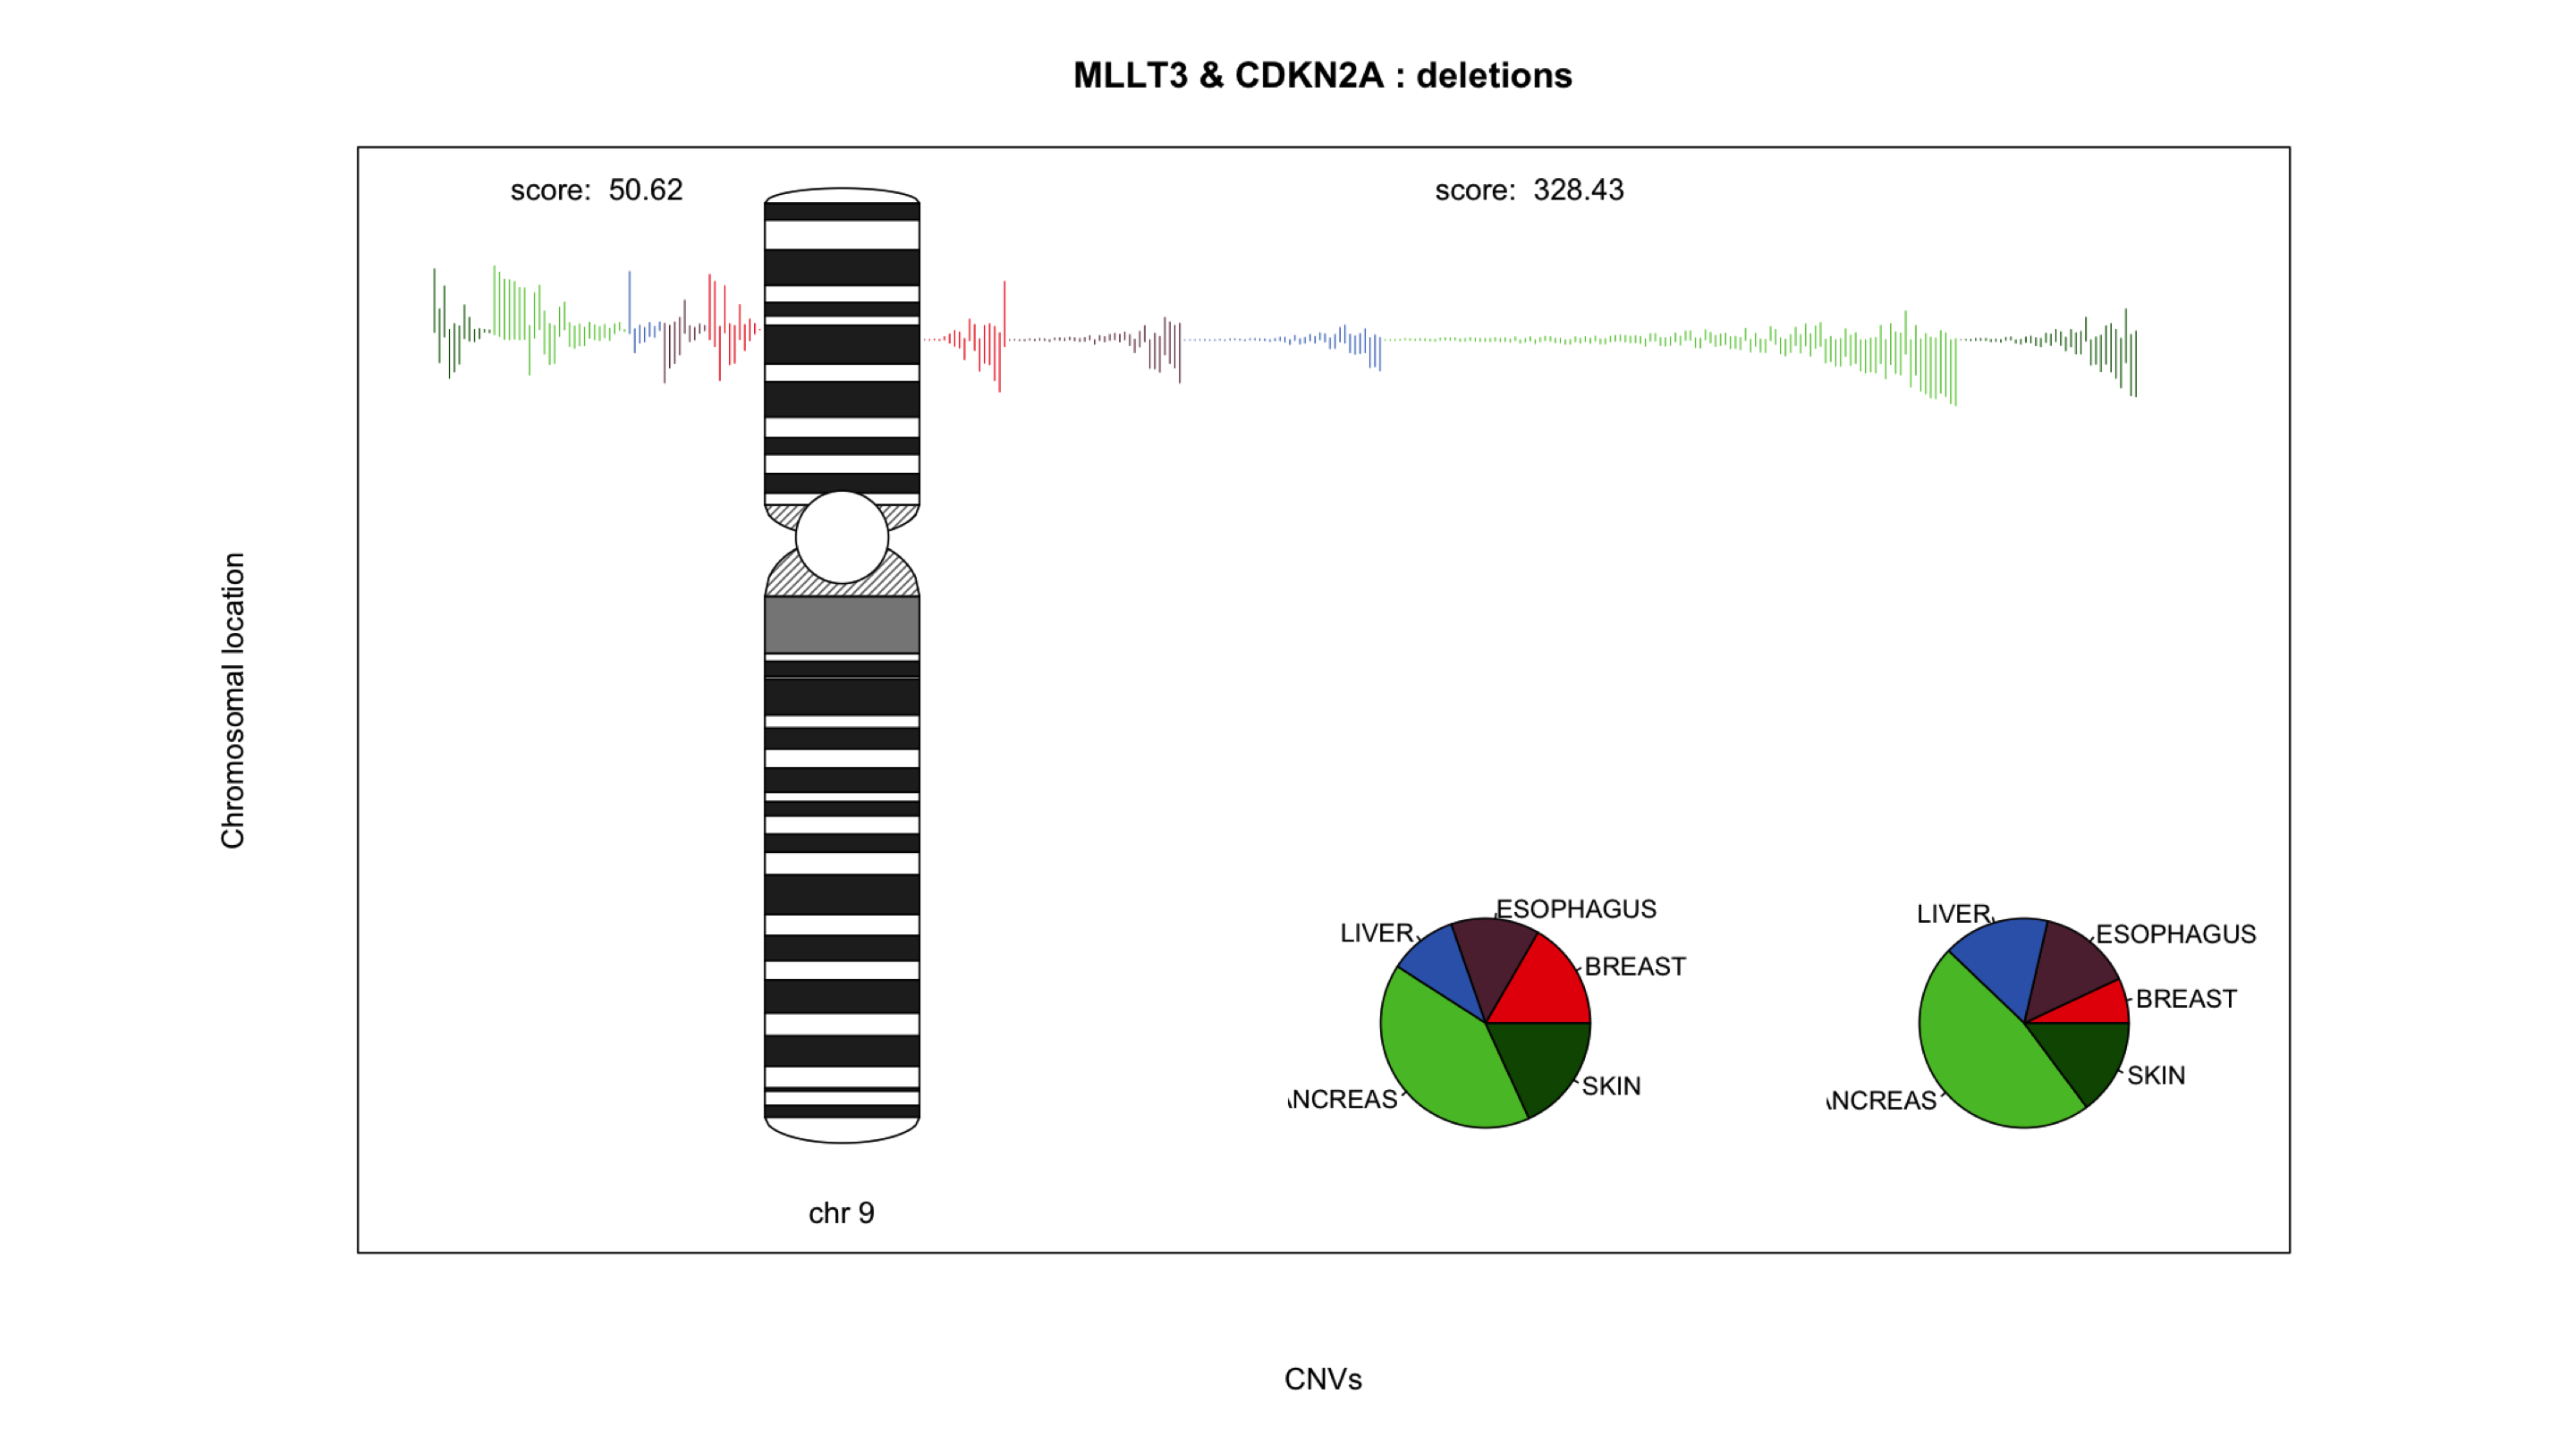 MLLT3 & CDKN2A : deletions
score: 50.62
score: 328.43
Chromosomal location
LIVER
ESOPHAGUS
BREAST
NCREAS
SKIN
LIVER
ESOPHAGUS
BREAST
NCREAS
SKIN
chr 9
CNVs